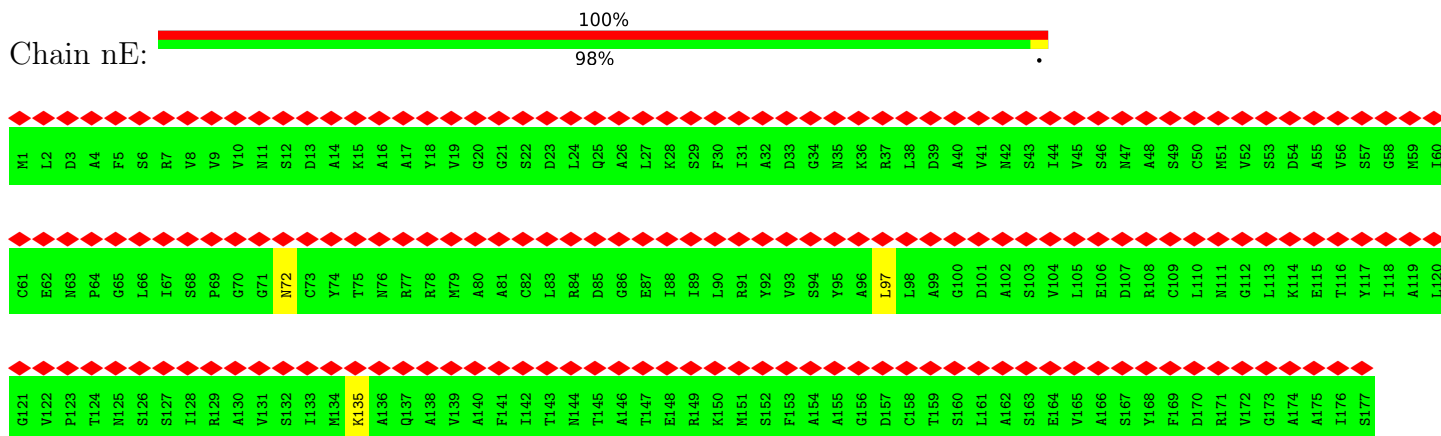 100%
Chain nE:
98%
.
M1 L2 D3 A4 F5 S6 R7 V8 V9 V10 N11 S12 D13 A14 K15 A16 A17 Y18 V19 G20 G21 S22 D23 L24 Q25 A26 L27 K28 S29 F30 I31 A32 D33 G34 N35 K36 R37 L38 D39 A40 V41 N42 S43 I44 V45 S46 N47 A48 S49 C50 M51 V52 S53 D54 A55 V56 S57 G58 M59 I60
C61 E62 N63 P64 G65 L66 I67 S68 P69 G70 G71 N72 C73 Y74 T75 N76 R77 R78 M79 A80 A81 C82 L83 R84 D85 G86 E87 I88 I89 L90 R91 Y92 V93 S94 Y95 A96 L97 L98 A99 G100 D101 A102 S103 V104 L105 E106 D107 R108 C109 L110 N111 G112 L113 K114 E115 T116 Y117 I118 A119 L120
G121 V122 P123 T124 N125 S126 S127 I128 R129 A130 V131 S132 I133 M134 K135 A136 Q137 A138 V139 A140 F141 I142 T143 N144 T145 A146 T147 E148 R149 K150 M151 S152 F153 A154 A155 G156 D157 C158 T159 S160 L161 A162 S163 E164 V165 A166 S167 Y168 F169 D170 R171 V172 G173 A174 A175 I176 S177